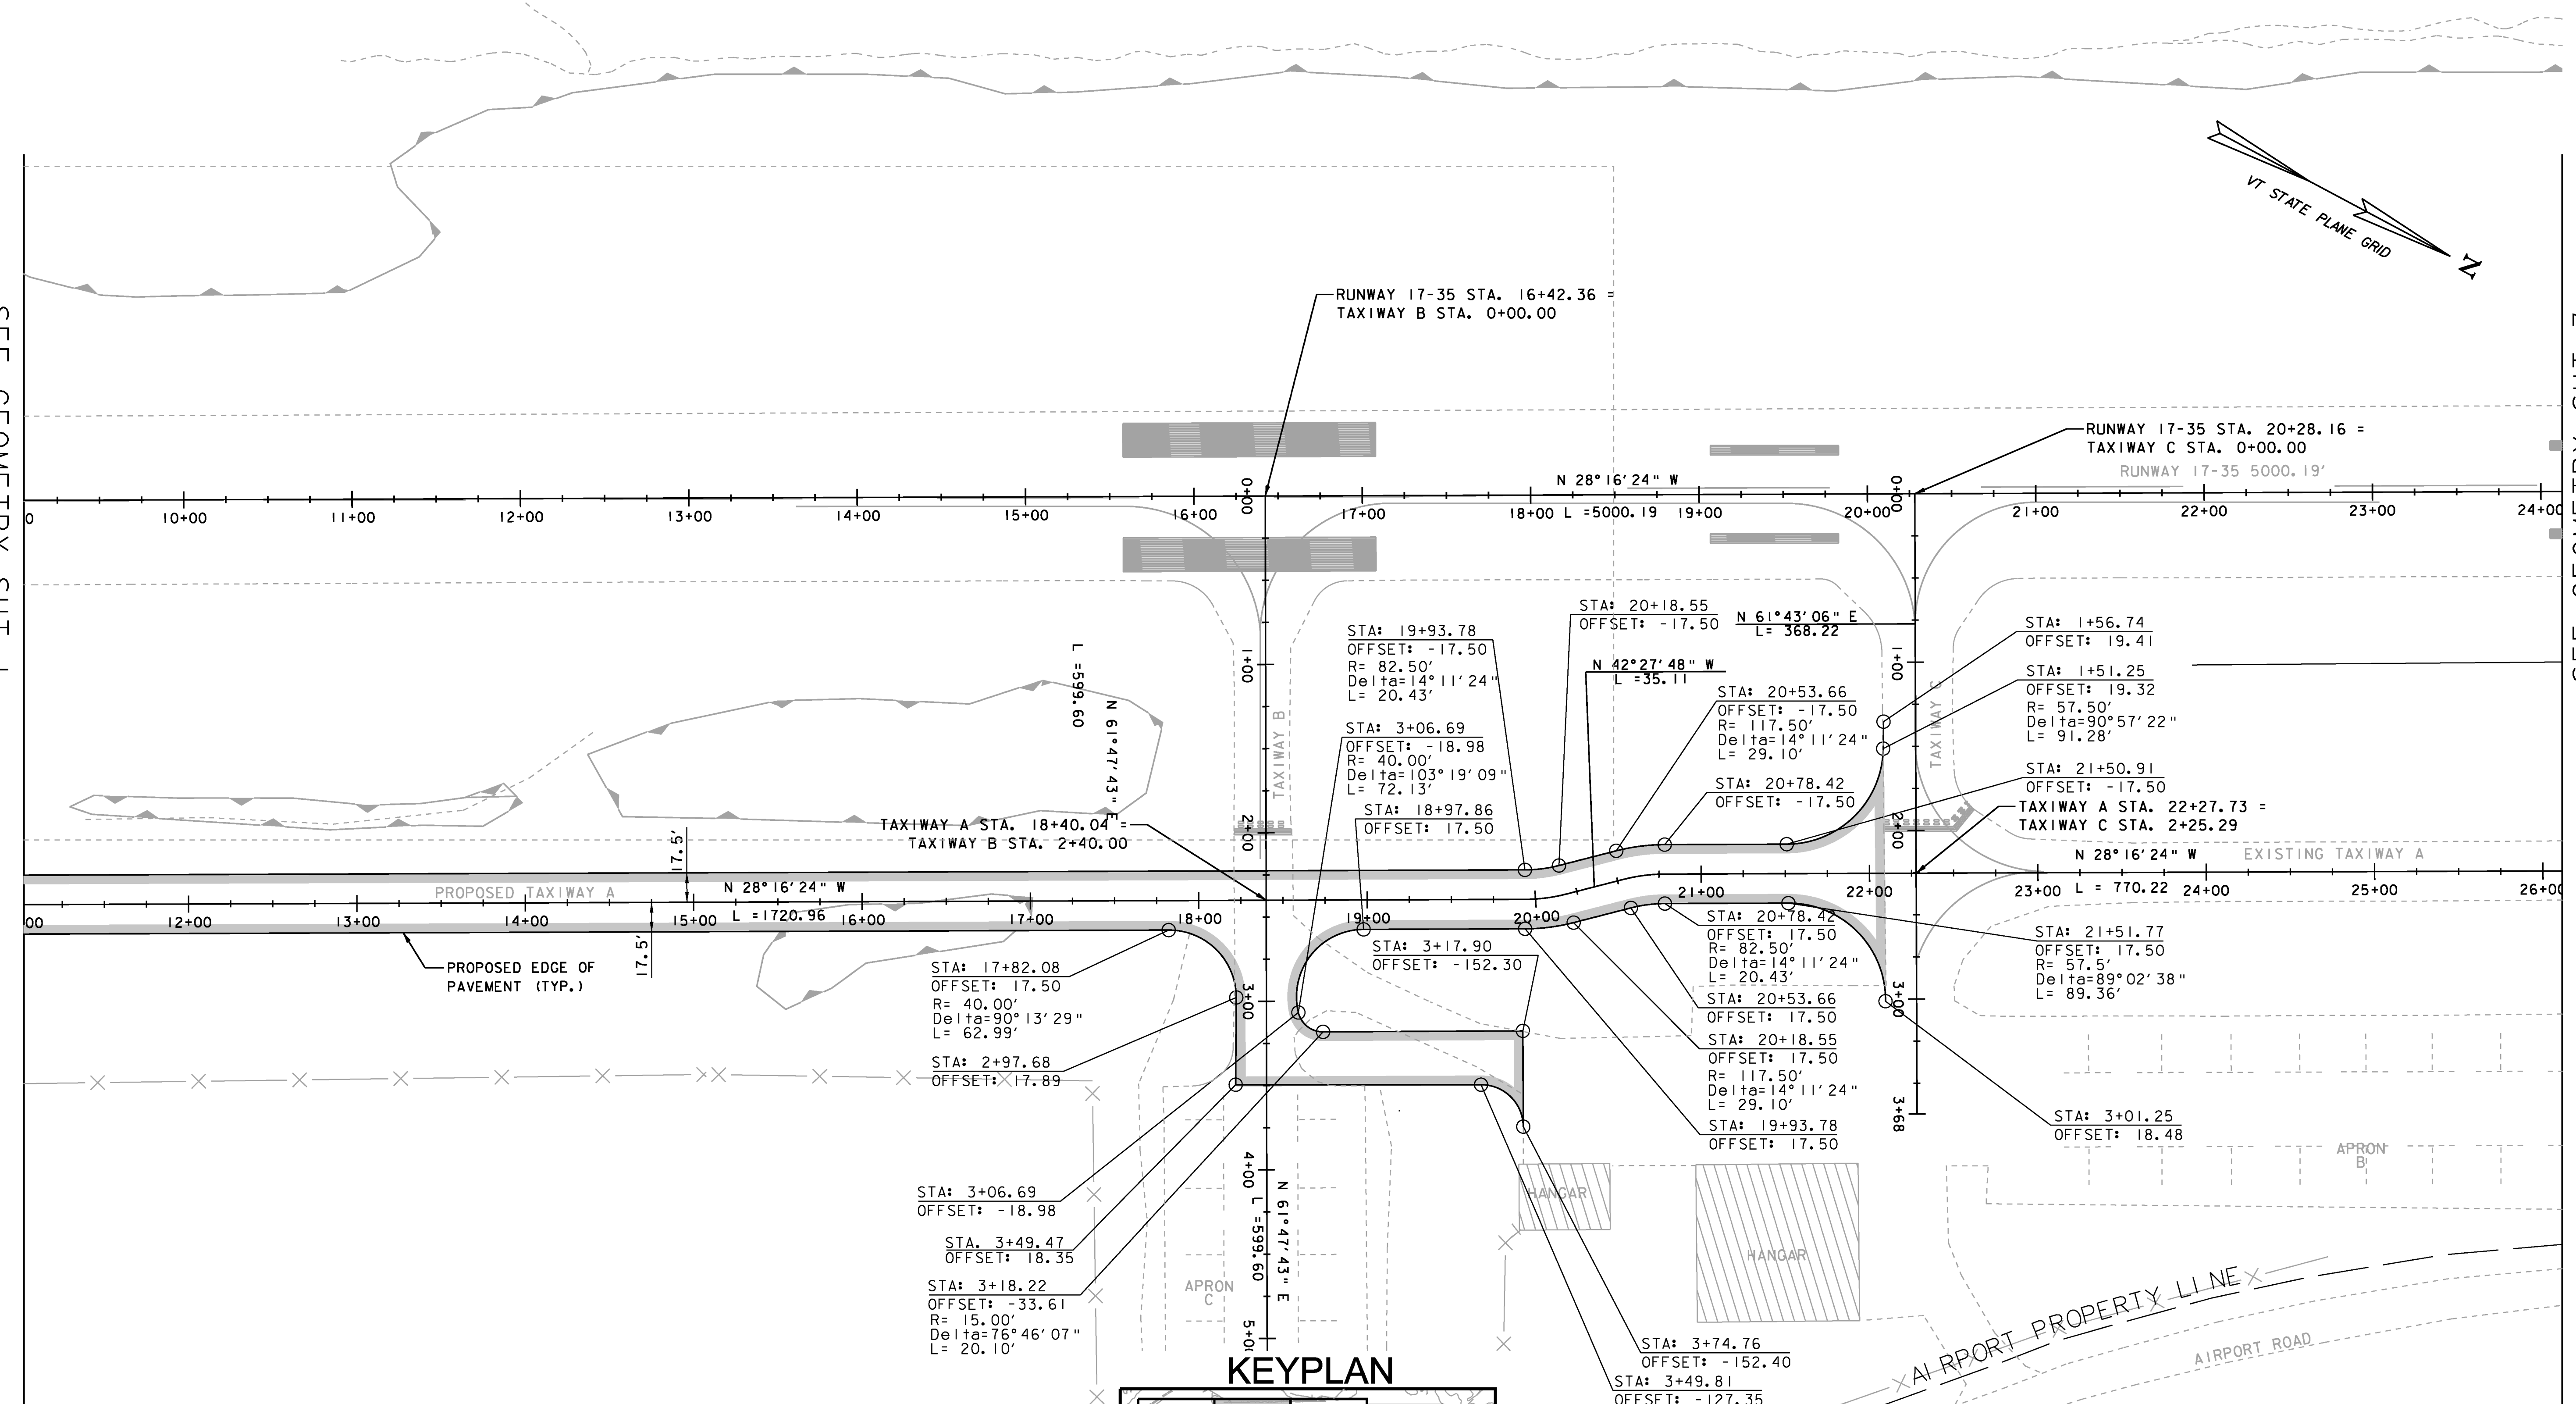 VT STATE PLANE GRID
N
SEE GEOMETRY SHT 1
RUNWAY 17-35 STA. 16+42.36 =
TAXIWAY B STA. 0+00.00
RUNWAY 17-35 STA. 20+28.16 =
TAXIWAY C STA. 0+00.00
RUNWAY 17-35 5000.19'
N 28°16'24" W
L =5000.19
10+00
11+00
12+00
13+00
14+00
15+00
16+00
17+00
18+00
19+00
20+00
21+00
22+00
23+00
24+00
0+00
0+00
1+00
1+00
2+00
2+00
3+00
3+00
3+68
4+00
L =599.60
N 61°47'43" E
TAXIWAY B
TAXIWAY C
STA: 20+18.55
OFFSET: -17.50
N 61°43'06" E
L= 368.22
STA: 19+93.78
OFFSET: -17.50
R= 82.50'
Delta=14°11'24"
L= 20.43'
N 42°27'48" W
L =35.11
STA: 20+53.66
OFFSET: -17.50
R= 117.50'
Delta=14°11'24"
L= 29.10'
STA: 1+56.74
OFFSET: 19.41
STA: 1+51.25
OFFSET: 19.32
R= 57.50'
Delta=90°57'22"
L= 91.28'
STA: 3+06.69
OFFSET: -18.98
R= 40.00'
Delta=103°19'09"
L= 72.13'
STA: 20+78.42
OFFSET: -17.50
STA: 21+50.91
OFFSET: -17.50
STA: 18+97.86
OFFSET: 17.50
TAXIWAY A STA. 22+27.73 =
TAXIWAY C STA. 2+25.29
TAXIWAY A STA. 18+40.04 =
TAXIWAY B STA. 2+40.00
17.5'
17.5'
PROPOSED TAXIWAY A
N 28°16'24" W
L =1720.96
N 28°16'24" W
EXISTING TAXIWAY A
L = 770.22
00
12+00
13+00
14+00
15+00
16+00
17+00
18+00
19+00
20+00
21+00
22+00
23+00
24+00
25+00
26+0
PROPOSED EDGE OF
PAVEMENT (TYP.)
STA: 17+82.08
OFFSET: 17.50
R= 40.00'
Delta=90°13'29"
L= 62.99'
STA: 2+97.68
OFFSET: 17.89
STA: 3+17.90
OFFSET: -152.30
STA: 20+78.42
OFFSET: 17.50
R= 82.50'
Delta=14°11'24"
L= 20.43'
STA: 20+53.66
OFFSET: 17.50
STA: 20+18.55
OFFSET: 17.50
R= 117.50'
Delta=14°11'24"
L= 29.10'
STA: 19+93.78
OFFSET: 17.50
STA: 21+51.77
OFFSET: 17.50
R= 57.5'
Delta=89°02'38"
L= 89.36'
STA: 3+01.25
OFFSET: 18.48
STA: 3+06.69
OFFSET: -18.98
STA. 3+49.47
OFFSET: 18.35
STA: 3+18.22
OFFSET: -33.61
R= 15.00'
Delta=76°46'07"
L= 20.10'
N 61°47'43" E
L =599.60
APRON
C
HANGAR
HANGAR
APRON
B
STA: 3+74.76
OFFSET: -152.40
STA: 3+49.81
OFFSET: -127.35
AIRPORT PROPERTY LINE
AIRPORT ROAD
KEYPLAN